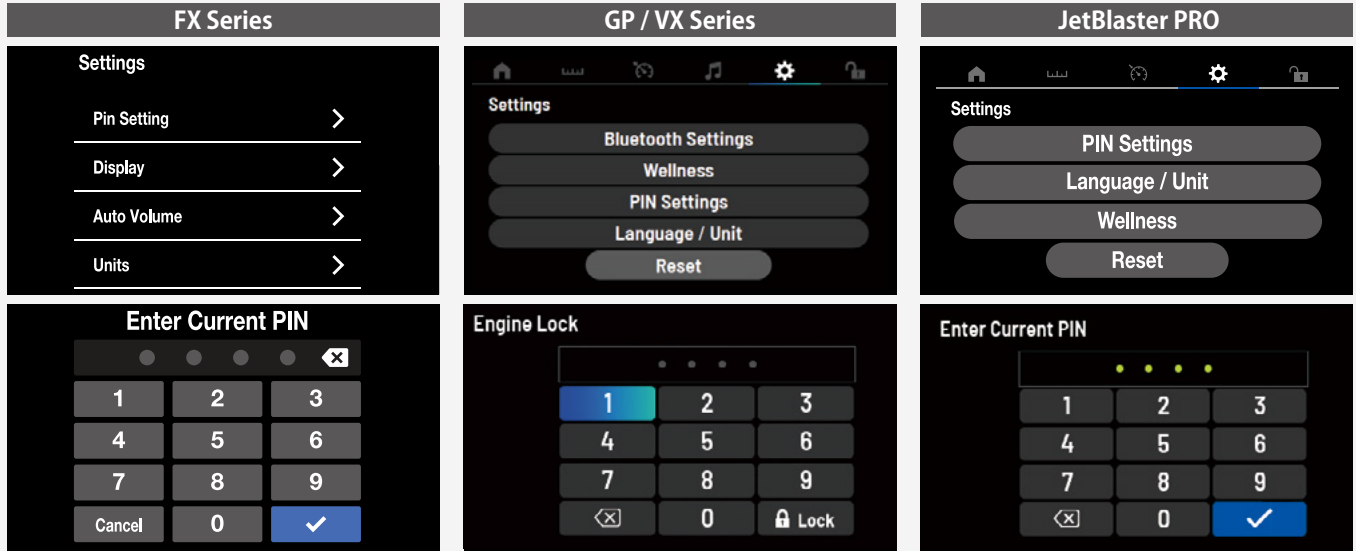 FX Series
Settings
Pin Setting
Display
Auto Volume
Units
Enter Current PIN
1 2 3
4 5 6
7 8 9
Cancel 0
GP / VX Series
Settings
Bluetooth Settings
Wellness
PIN Settings
Language / Unit
Reset
Engine Lock
1 2 3
4 5 6
7 8 9
0 Lock
JetBlaster PRO
Settings
PIN Settings
Language / Unit
Wellness
Reset
Enter Current PIN
1 2 3
4 5 6
7 8 9
0